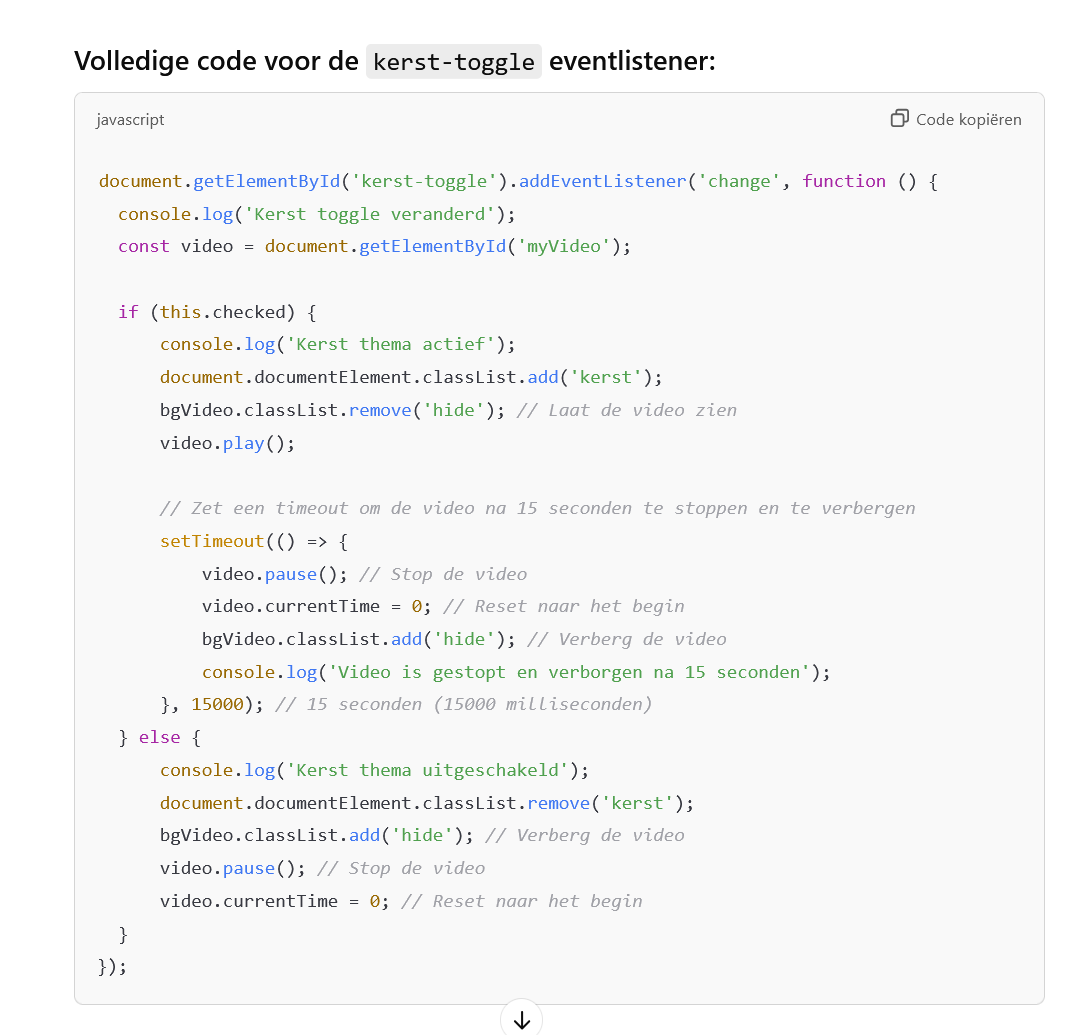 Volledige code voor de kerst-toggle eventlistener:
javascript
Code kopiëren
document.getElementById('kerst-toggle').addEventListener('change', function () {
  console.log('Kerst toggle veranderd');
  const video = document.getElementById('myVideo');

  if (this.checked) {
      console.log('Kerst thema actief');
      document.documentElement.classList.add('kerst');
      bgVideo.classList.remove('hide'); // Laat de video zien
      video.play();

      // Zet een timeout om de video na 15 seconden te stoppen en te verbergen
      setTimeout(() => {
          video.pause(); // Stop de video
          video.currentTime = 0; // Reset naar het begin
          bgVideo.classList.add('hide'); // Verberg de video
          console.log('Video is gestopt en verborgen na 15 seconden');
      }, 15000); // 15 seconden (15000 milliseconden)
  } else {
      console.log('Kerst thema uitgeschakeld');
      document.documentElement.classList.remove('kerst');
      bgVideo.classList.add('hide'); // Verberg de video
      video.pause(); // Stop de video
      video.currentTime = 0; // Reset naar het begin
  }
});